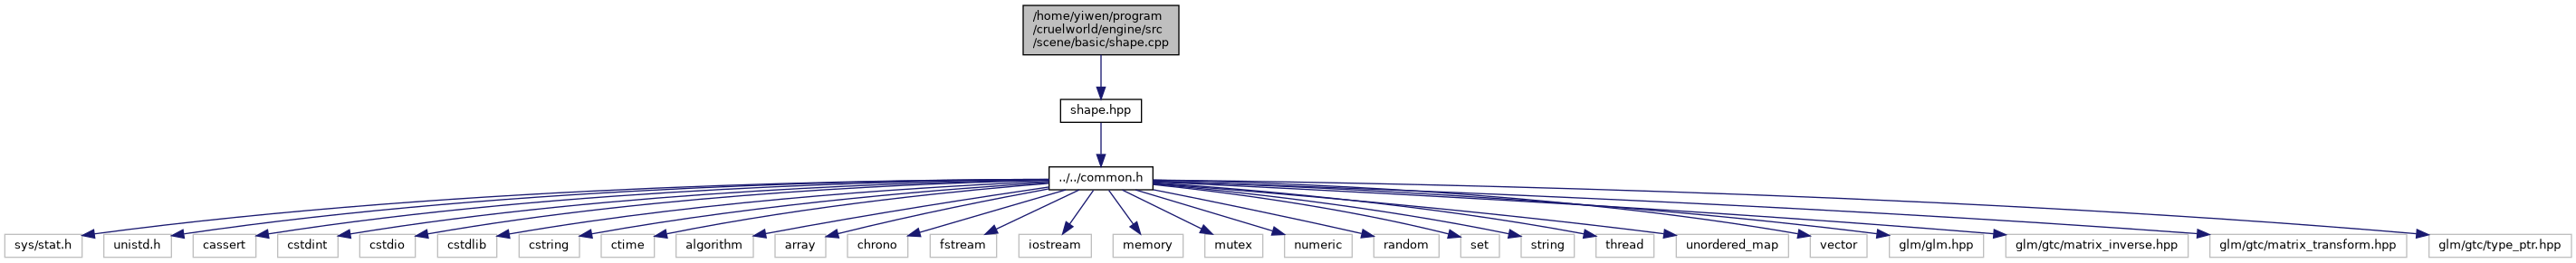 /home/yiwen/program
/cruelworld/engine/src
/scene/basic/shape.cpp
shape.hpp
../../common.h
sys/stat.h
unistd.h
cassert
cstdint
cstdio
cstdlib
cstring
ctime
algorithm
array
chrono
fstream
iostream
memory
mutex
numeric
random
set
string
thread
unordered_map
vector
glm/glm.hpp
glm/gtc/matrix_inverse.hpp
glm/gtc/matrix_transform.hpp
glm/gtc/type_ptr.hpp